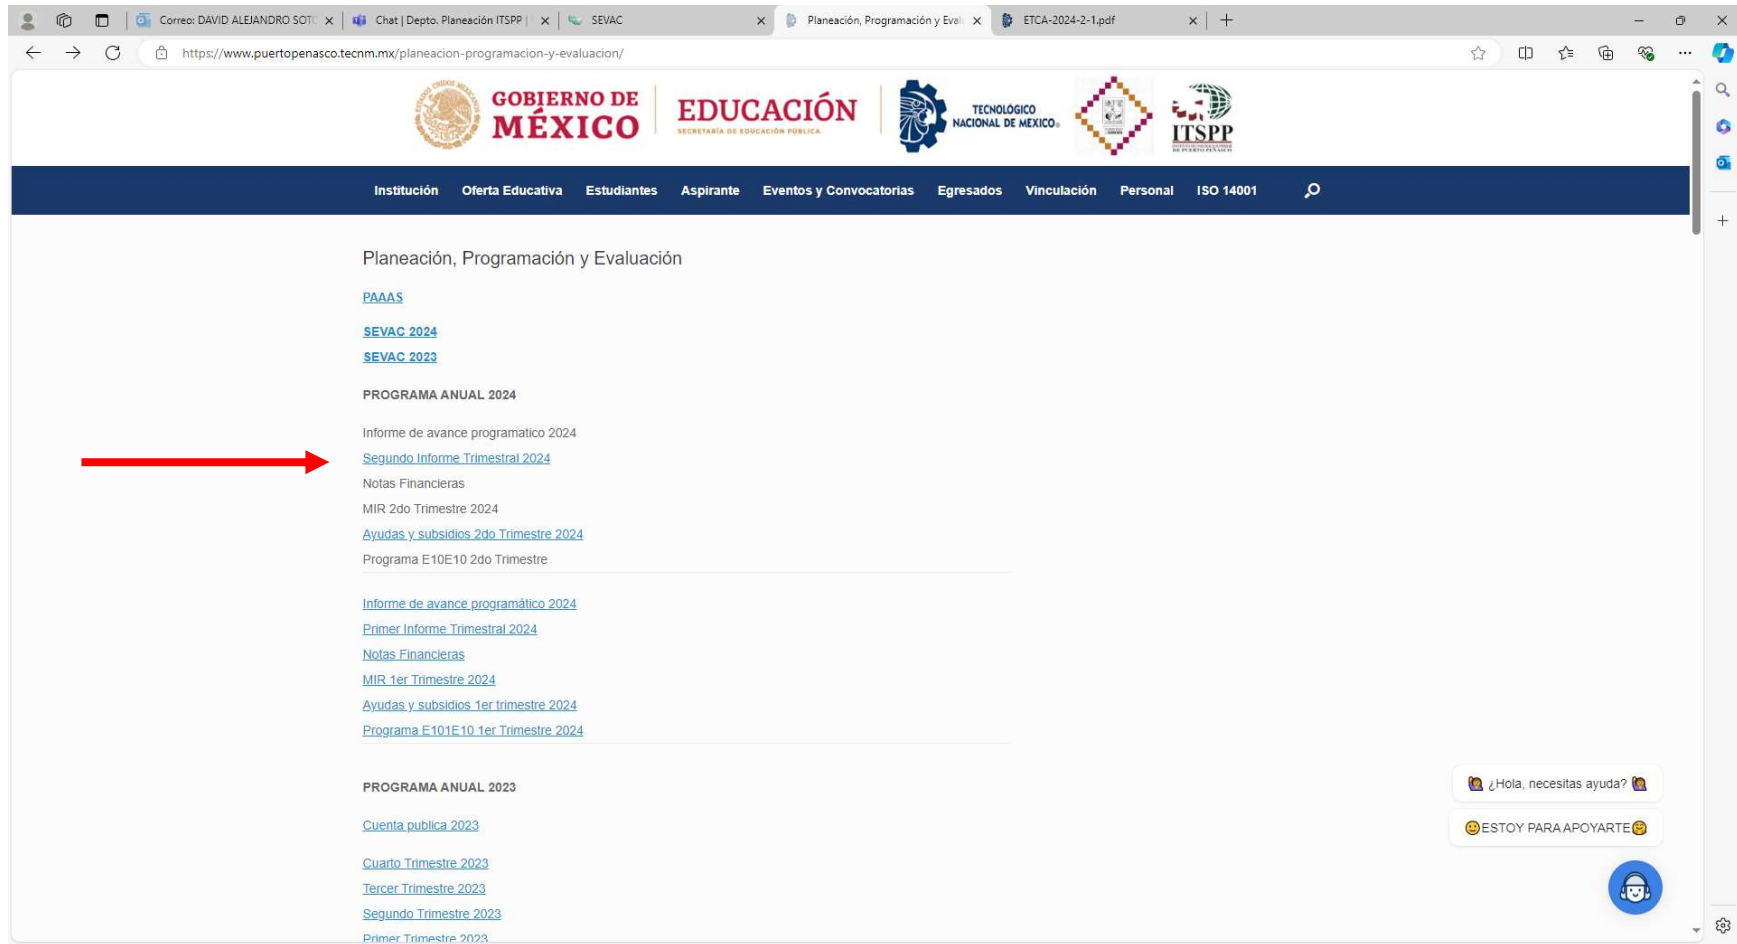 Correo: DAVID ALEJANDRO SOTO
Chat | Depto. Planeación ITSPP |
SEVAC
Planeación, Programación y Eval
ETCA-2024-2-1.pdf
https://www.puertopenasco.tecnm.mx/planeacion-programacion-y-evaluacion/
GOBIERNO DE
MÉXICO
EDUCACIÓN
SECRETARÍA DE EDUCACIÓN PÚBLICA
TECNOLÓGICO
NACIONAL DE MÉXICO®
ITSPP
Institución Oferta Educativa Estudiantes Aspirante Eventos y Convocatorias Egresados Vinculación Personal ISO 14001
Planeación, Programación y Evaluación
PAAAS
SEVAC 2024
SEVAC 2023
PROGRAMA ANUAL 2024
Informe de avance programatico 2024
Segundo Informe Trimestral 2024
Notas Financieras
MIR 2do Trimestre 2024
Ayudas y subsidios 2do Trimestre 2024
Programa E10E10 2do Trimestre
Informe de avance programático 2024
Primer Informe Trimestral 2024
Notas Financieras
MIR 1er Trimestre 2024
Ayudas y subsidios 1er trimestre 2024
Programa E101E10 1er Trimestre 2024
PROGRAMA ANUAL 2023
Cuenta publica 2023
Cuarto Trimestre 2023
Tercer Trimestre 2023
Segundo Trimestre 2023
Primer Trimestre 2023
🙋 ¿Hola, necesitas ayuda? 🙋
🙂ESTOY PARA APOYARTE🤗